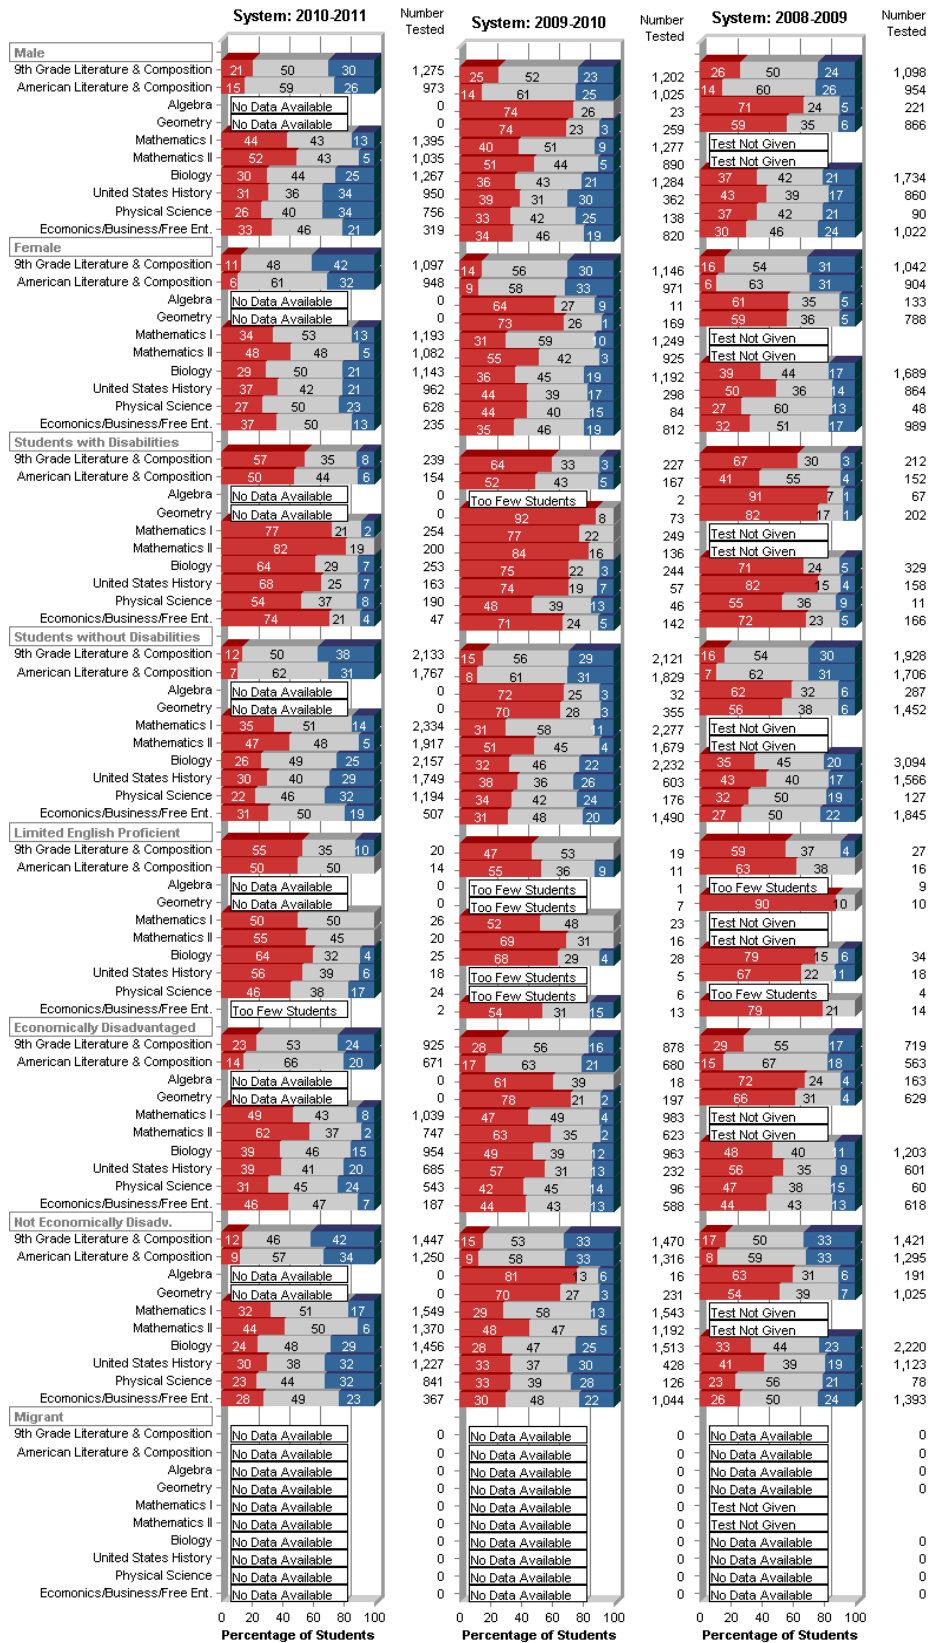 System: 2010-2011 Number Tested System: 2009-2010 Number Tested System: 2008-2009 Number Tested
Male
9th Grade Literature & Composition 21 50 30 1,275 25 52 23 1,202 26 50 24 1,098
American Literature & Composition 15 59 26 973 14 61 25 1,025 14 60 26 954
Algebra No Data Available 0 74 26 23 71 24 5 221
Geometry No Data Available 0 74 23 3 259 59 35 6 866
Mathematics I 44 43 13 1,395 40 51 9 1,277 Test Not Given
Mathematics II 52 43 5 1,035 51 44 5 890 Test Not Given
Biology 30 44 25 1,267 36 43 21 1,284 37 42 21 1,734
United States History 31 36 34 950 39 31 30 362 43 39 17 860
Physical Science 26 40 34 756 33 42 25 138 37 42 21 90
Ecomonics/Business/Free Ent. 33 46 21 319 34 46 19 820 30 46 24 1,022
Female
9th Grade Literature & Composition 11 48 42 1,097 14 56 30 1,146 16 54 31 1,042
American Literature & Composition 6 61 32 948 9 58 33 971 6 63 31 904
Algebra No Data Available 0 64 27 9 11 61 35 5 133
Geometry No Data Available 0 73 26 1 169 59 36 5 788
Mathematics I 34 53 13 1,193 31 59 10 1,249 Test Not Given
Mathematics II 48 48 5 1,082 55 42 3 925 Test Not Given
Biology 29 50 21 1,143 36 45 19 1,192 39 44 17 1,689
United States History 37 42 21 962 44 39 17 298 50 36 14 864
Physical Science 27 50 23 628 44 40 15 84 27 60 13 48
Ecomonics/Business/Free Ent. 37 50 13 235 35 46 19 812 32 51 17 989
Students with Disabilities
9th Grade Literature & Composition 57 35 8 239 64 33 3 227 67 30 3 212
American Literature & Composition 50 44 6 154 52 43 5 167 41 55 4 152
Algebra No Data Available 0 Too Few Students 2 91 7 1 67
Geometry No Data Available 0 92 8 73 82 17 1 202
Mathematics I 77 21 2 254 77 22 249 Test Not Given
Mathematics II 82 19 200 84 16 136 Test Not Given
Biology 64 29 7 253 75 22 3 244 71 24 5 329
United States History 68 25 7 163 74 19 7 57 82 15 4 158
Physical Science 54 37 8 190 48 39 13 46 55 36 9 11
Ecomonics/Business/Free Ent. 74 21 4 47 71 24 5 142 72 23 5 166
Students without Disabilities
9th Grade Literature & Composition 12 50 38 2,133 15 56 29 2,121 16 54 30 1,928
American Literature & Composition 7 62 31 1,767 8 61 31 1,829 7 62 31 1,706
Algebra No Data Available 0 72 25 3 32 62 32 6 287
Geometry No Data Available 0 70 28 3 355 56 38 6 1,452
Mathematics I 35 51 14 2,334 31 58 11 2,277 Test Not Given
Mathematics II 47 48 5 1,917 51 45 4 1,679 Test Not Given
Biology 26 49 25 2,157 32 46 22 2,232 35 45 20 3,094
United States History 30 40 29 1,749 38 36 26 603 43 40 17 1,566
Physical Science 22 46 32 1,194 34 42 24 176 32 50 19 127
Ecomonics/Business/Free Ent. 31 50 19 507 31 48 20 1,490 27 50 22 1,845
Limited English Proficient
9th Grade Literature & Composition 55 35 10 20 47 53 19 59 37 4 27
American Literature & Composition 50 50 14 55 36 9 11 63 38 16
Algebra No Data Available 0 Too Few Students 1 Too Few Students 9
Geometry No Data Available 0 Too Few Students 7 90 10 10
Mathematics I 50 50 26 52 48 23 Test Not Given
Mathematics II 55 45 20 69 31 16 Test Not Given
Biology 64 32 4 25 68 29 4 28 79 15 6 34
United States History 56 39 6 18 Too Few Students 5 67 22 11 18
Physical Science 46 38 17 24 Too Few Students 6 Too Few Students 4
Ecomonics/Business/Free Ent. Too Few Students 2 54 31 15 13 79 21 14
Economically Disadvantaged
9th Grade Literature & Composition 23 53 24 925 28 56 16 878 29 55 17 719
American Literature & Composition 14 66 20 671 17 63 21 680 15 67 18 563
Algebra No Data Available 0 61 39 18 72 24 4 163
Geometry No Data Available 0 78 21 2 197 66 31 4 629
Mathematics I 49 43 8 1,039 47 49 4 983 Test Not Given
Mathematics II 62 37 2 747 63 35 2 623 Test Not Given
Biology 39 46 15 954 49 39 12 963 48 40 11 1,203
United States History 39 41 20 685 57 31 13 232 56 35 9 601
Physical Science 31 45 24 543 42 45 14 96 47 38 15 60
Ecomonics/Business/Free Ent. 46 47 7 187 44 43 13 588 44 43 13 618
Not Economically Disadv.
9th Grade Literature & Composition 12 46 42 1,447 15 53 33 1,470 17 50 33 1,421
American Literature & Composition 9 57 34 1,250 9 58 33 1,316 8 59 33 1,295
Algebra No Data Available 0 81 13 6 16 63 31 6 191
Geometry No Data Available 0 70 27 3 231 54 39 7 1,025
Mathematics I 32 51 17 1,549 29 58 13 1,543 Test Not Given
Mathematics II 44 50 6 1,370 48 47 5 1,192 Test Not Given
Biology 24 48 29 1,456 28 47 25 1,513 33 44 23 2,220
United States History 30 38 32 1,227 33 37 30 428 41 39 19 1,123
Physical Science 23 44 32 841 33 39 28 126 23 56 21 78
Ecomonics/Business/Free Ent. 28 49 23 367 30 48 22 1,044 26 50 24 1,393
Migrant
9th Grade Literature & Composition No Data Available 0 No Data Available 0 No Data Available 0
American Literature & Composition No Data Available 0 No Data Available 0 No Data Available 0
Algebra No Data Available 0 No Data Available 0 No Data Available 0
Geometry No Data Available 0 No Data Available 0 No Data Available 0
Mathematics I No Data Available 0 No Data Available 0 Test Not Given
Mathematics II No Data Available 0 No Data Available 0 Test Not Given
Biology No Data Available 0 No Data Available 0 No Data Available 0
United States History No Data Available 0 No Data Available 0 No Data Available 0
Physical Science No Data Available 0 No Data Available 0 No Data Available 0
Ecomonics/Business/Free Ent. No Data Available 0 No Data Available 0 No Data Available 0
0 20 40 60 80 100 0 20 40 60 80 100 0 20 40 60 80 100
Percentage of Students Percentage of Students Percentage of Students